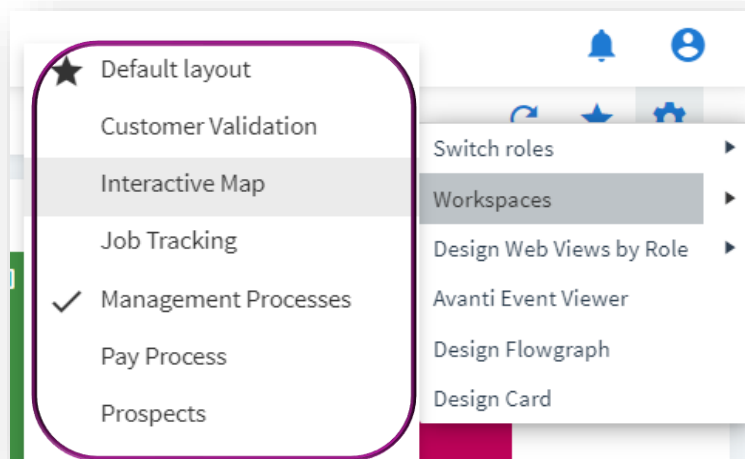 Default layout
Customer Validation
Interactive Map
Job Tracking
Management Processes
Pay Process
Prospects
Switch roles
Workspaces
Design Web Views by Role
Avanti Event Viewer
Design Flowgraph
Design Card